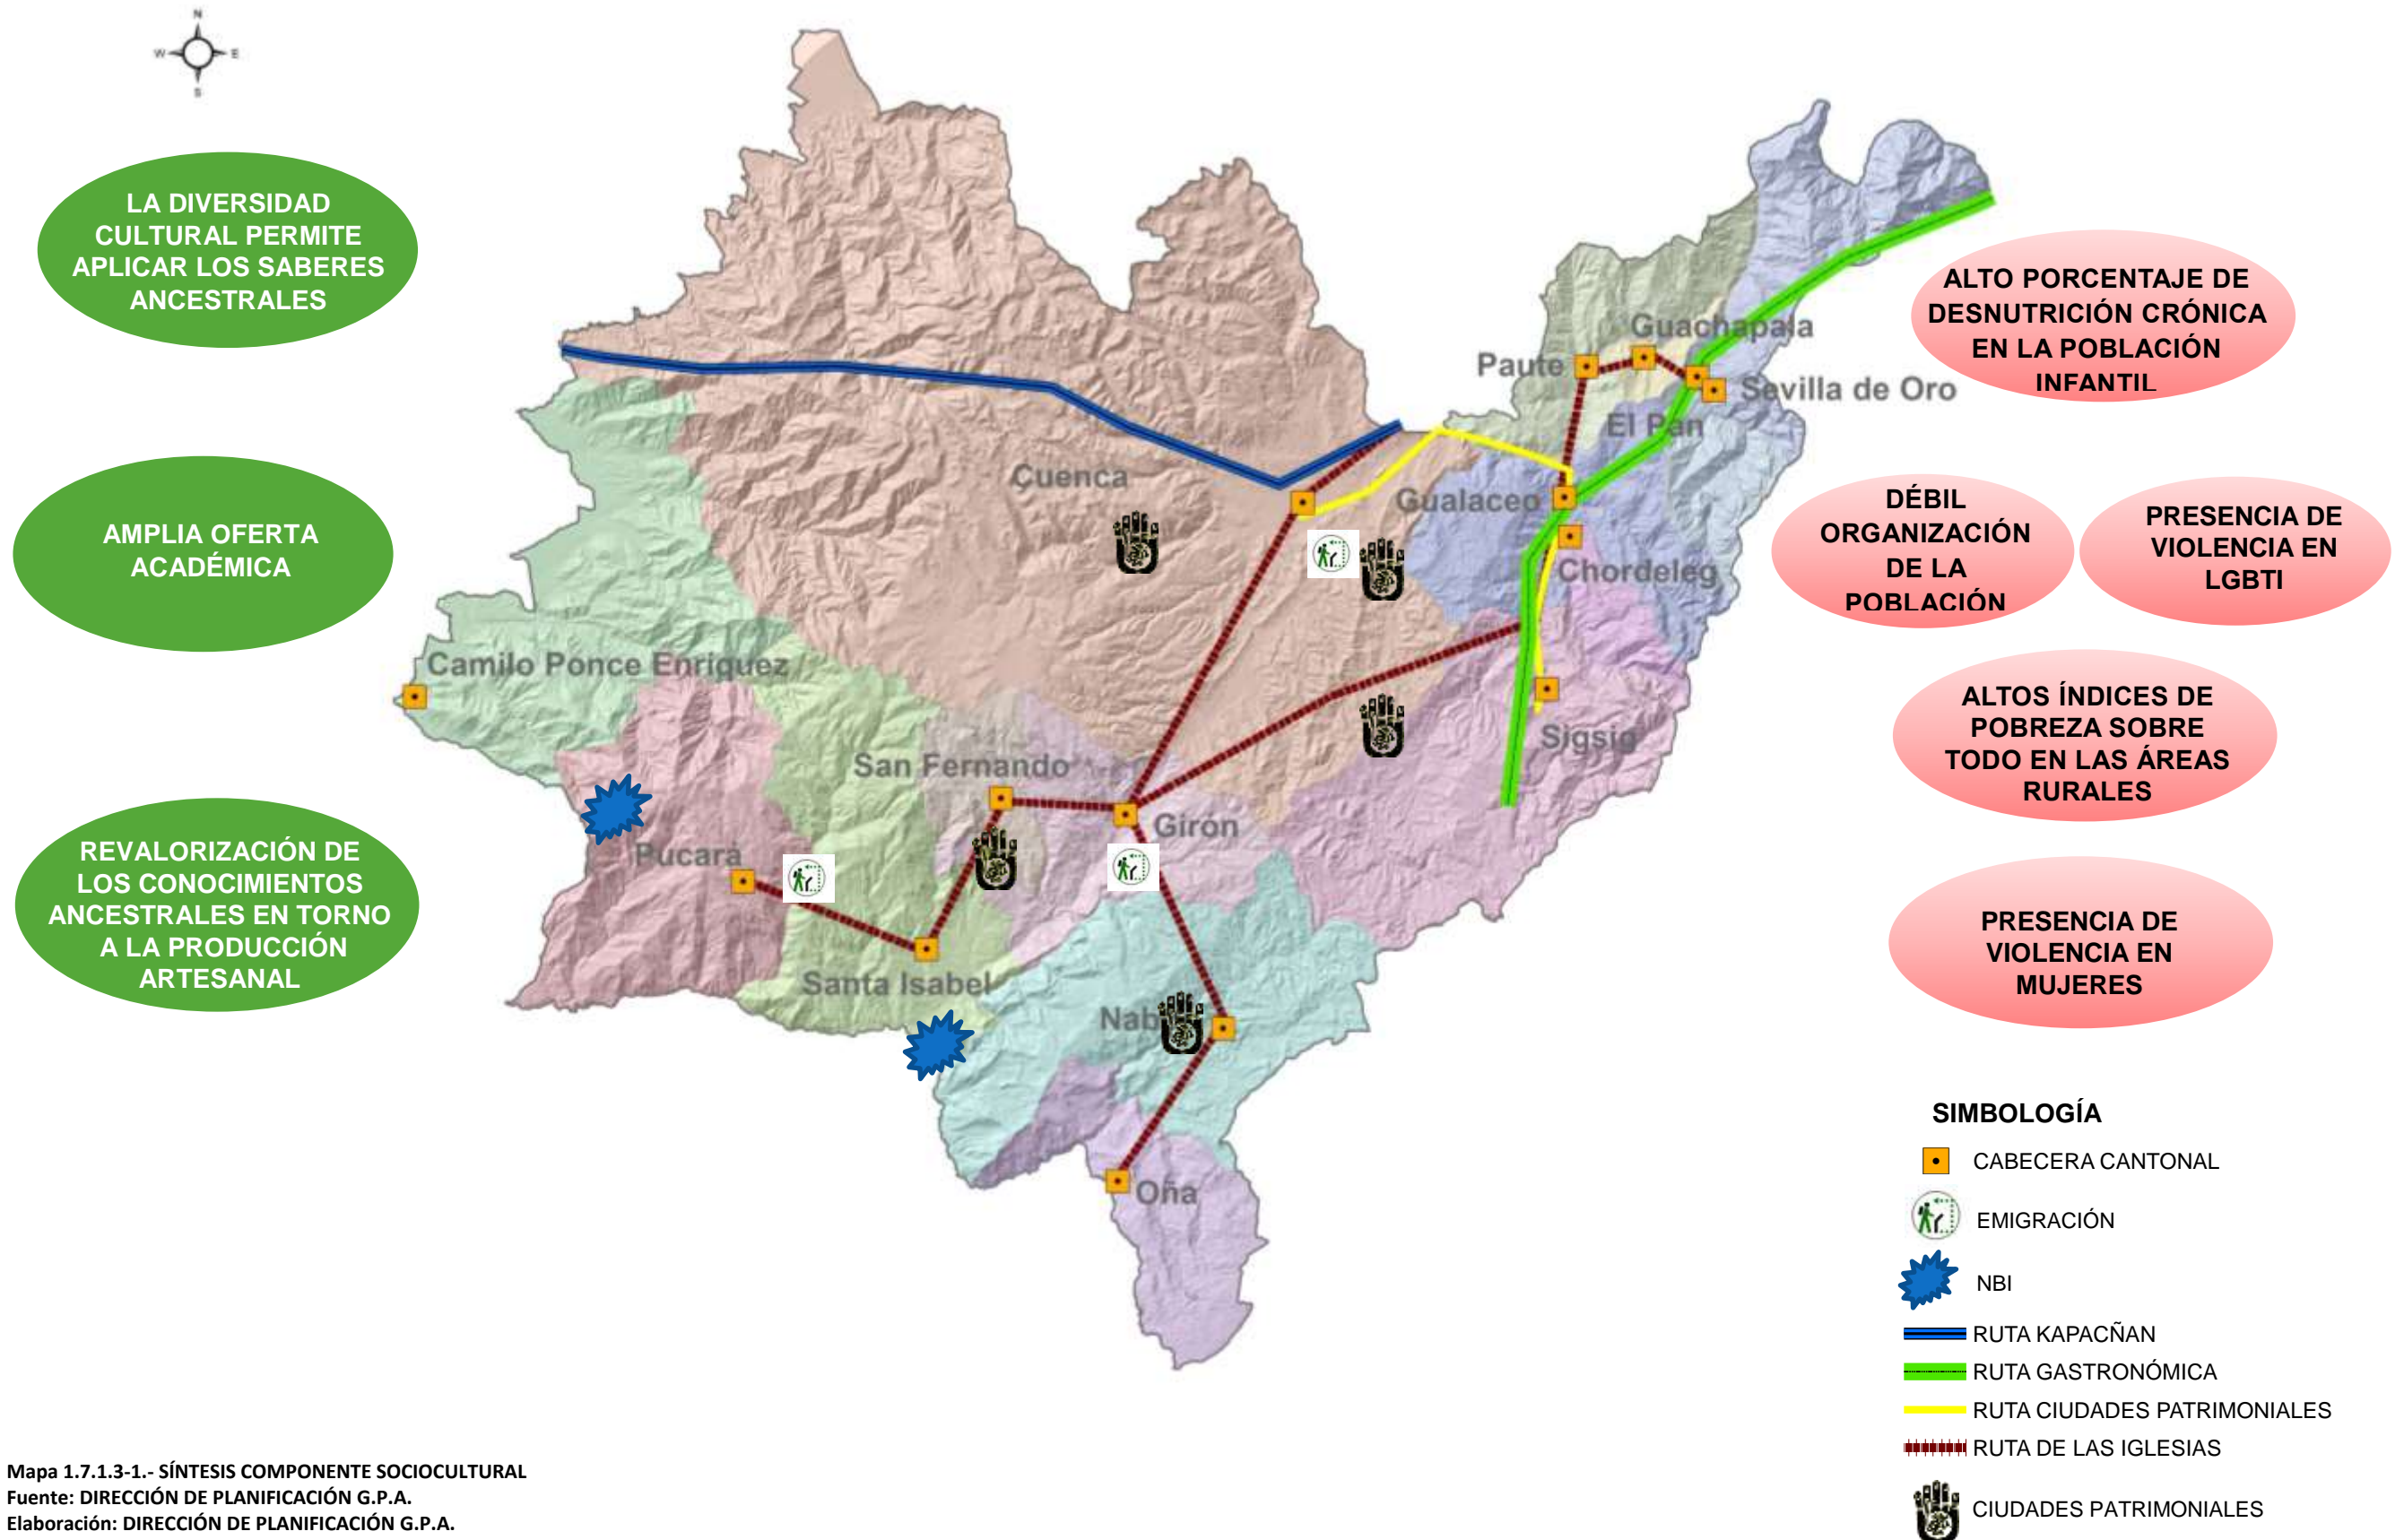 N
W
E
S
LA DIVERSIDAD
CULTURAL PERMITE
APLICAR LOS SABERES
ANCESTRALES
AMPLIA OFERTA
ACADÉMICA
REVALORIZACIÓN DE
LOS CONOCIMIENTOS
ANCESTRALES EN TORNO
A LA PRODUCCIÓN
ARTESANAL
Guachapala
Paute
Sevilla de Oro
El Pan
Cuenca
Gualaceo
Chordeleg
Camilo Ponce Enriquez
Sigsig
San Fernando
Girón
Pucará
Santa Isabel
Nab
Oña
ALTO PORCENTAJE DE
DESNUTRICIÓN CRÓNICA
EN LA POBLACIÓN
INFANTIL
DÉBIL
ORGANIZACIÓN
DE LA
POBLACIÓN
PRESENCIA DE
VIOLENCIA EN
LGBTI
ALTOS ÍNDICES DE
POBREZA SOBRE
TODO EN LAS ÁREAS
RURALES
PRESENCIA DE
VIOLENCIA EN
MUJERES
SIMBOLOGÍA
CABECERA CANTONAL
EMIGRACIÓN
NBI
RUTA KAPACÑAN
RUTA GASTRONÓMICA
RUTA CIUDADES PATRIMONIALES
RUTA DE LAS IGLESIAS
CIUDADES PATRIMONIALES
Mapa 1.7.1.3-1.- SÍNTESIS COMPONENTE SOCIOCULTURAL
Fuente: DIRECCIÓN DE PLANIFICACIÓN G.P.A.
Elaboración: DIRECCIÓN DE PLANIFICACIÓN G.P.A.